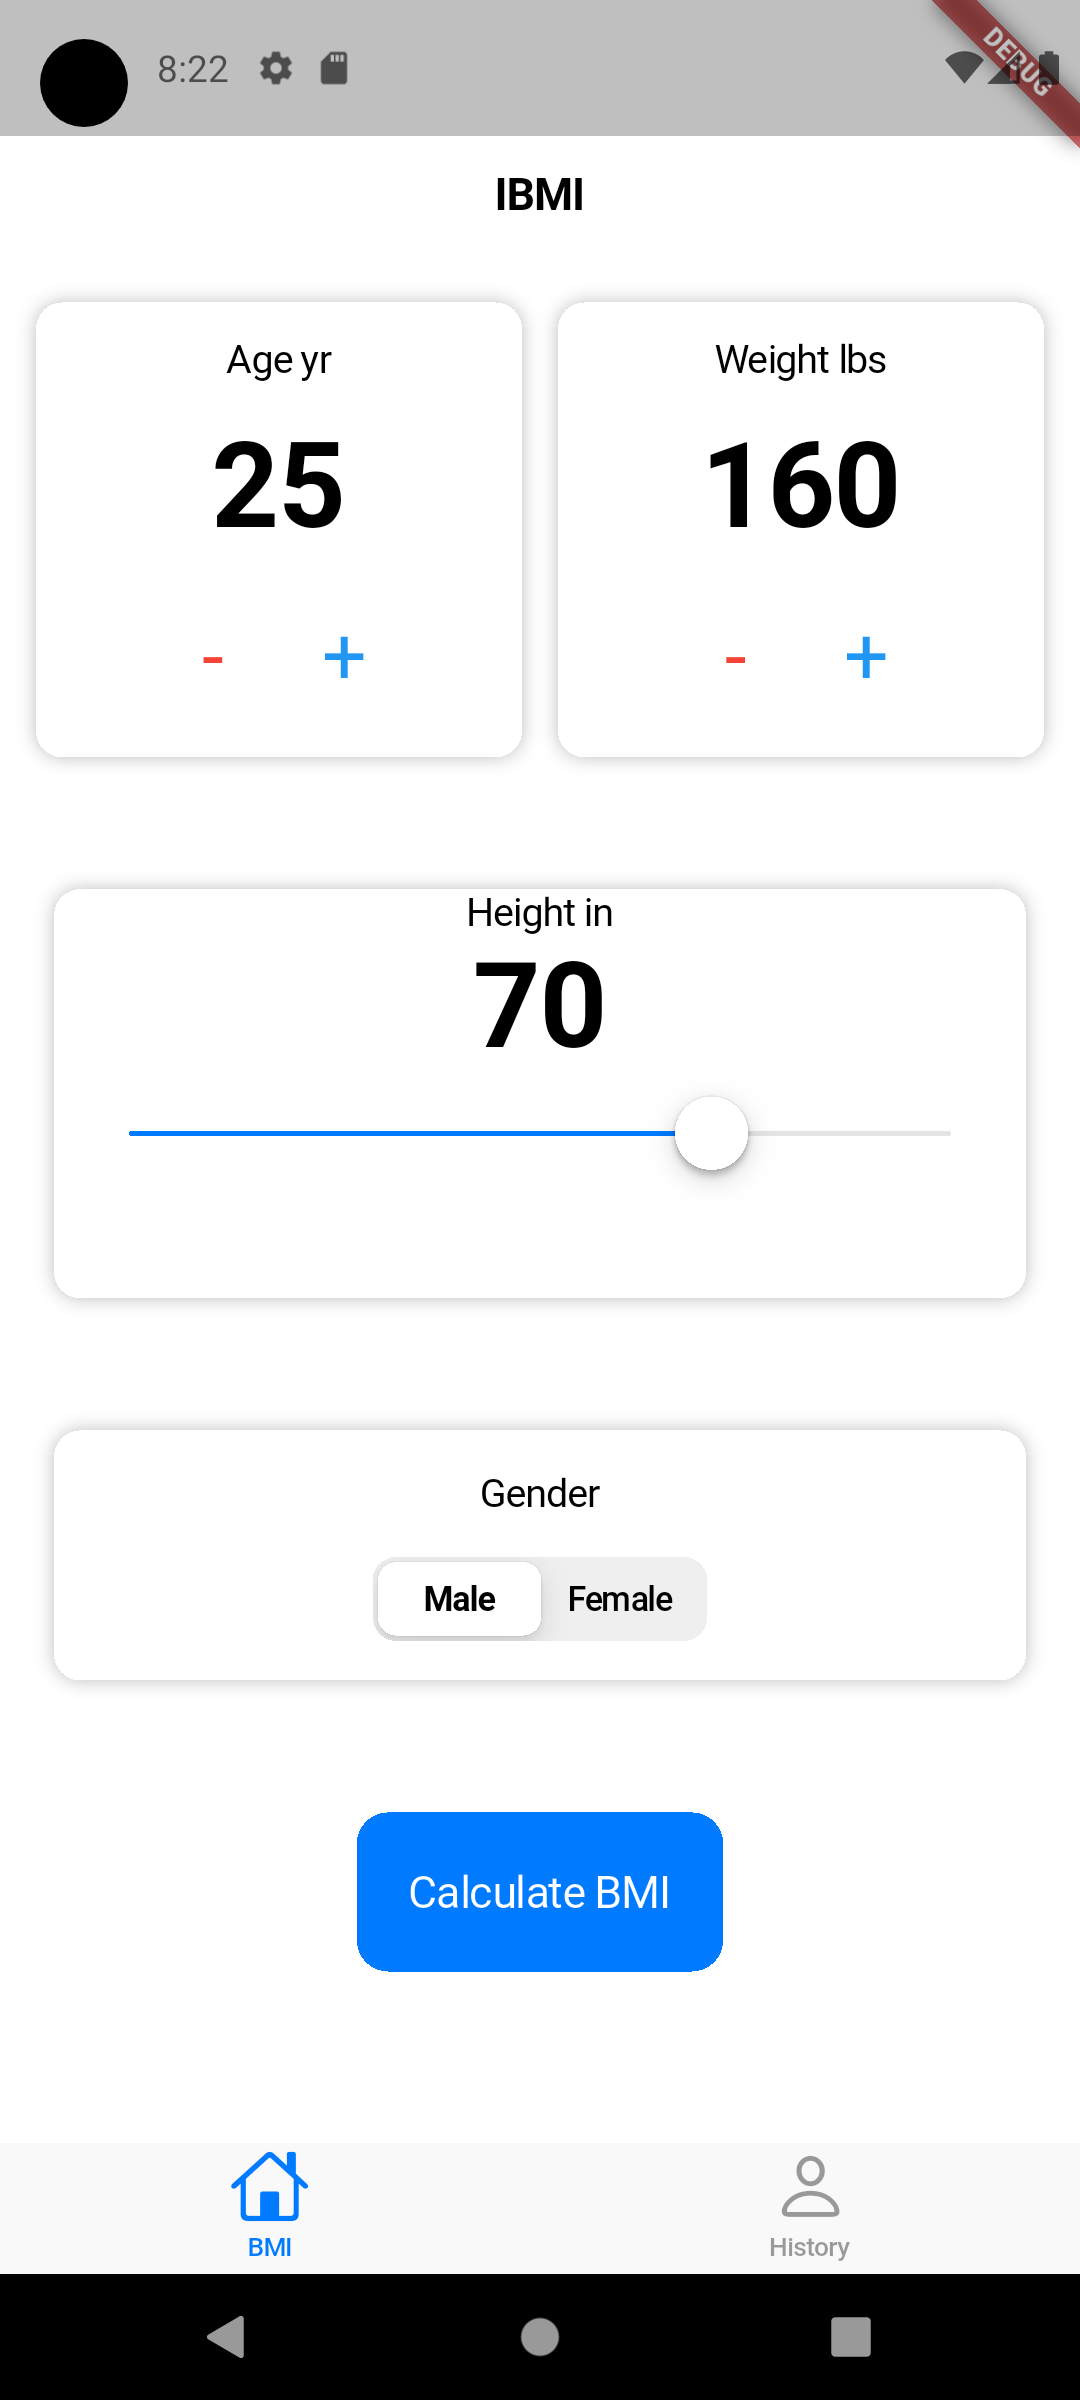 8:22
DEBUG
IBMI
Age yr
Weight lbs
25
160
- +
- +
Height in
70
Gender
Male Female
Calculate BMI
BMI
History